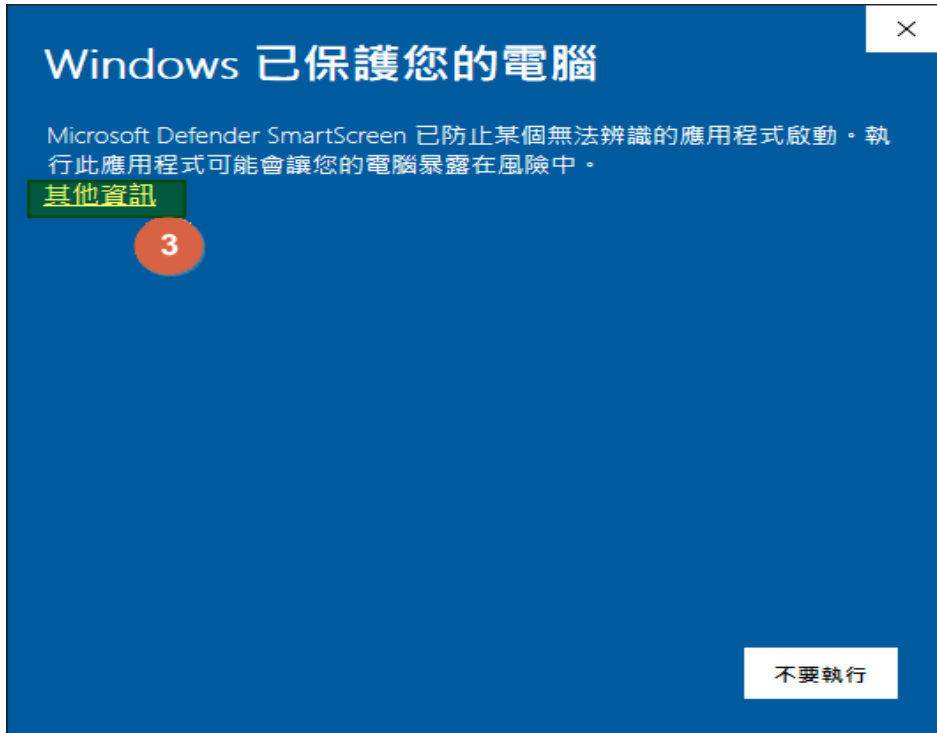 Windows 已保護您的電腦
Microsoft Defender SmartScreen 已防止某個無法辨識的應用程式啟動。執
行此應用程式可能會讓您的電腦暴露在風險中。
其他資訊
3
不要執行